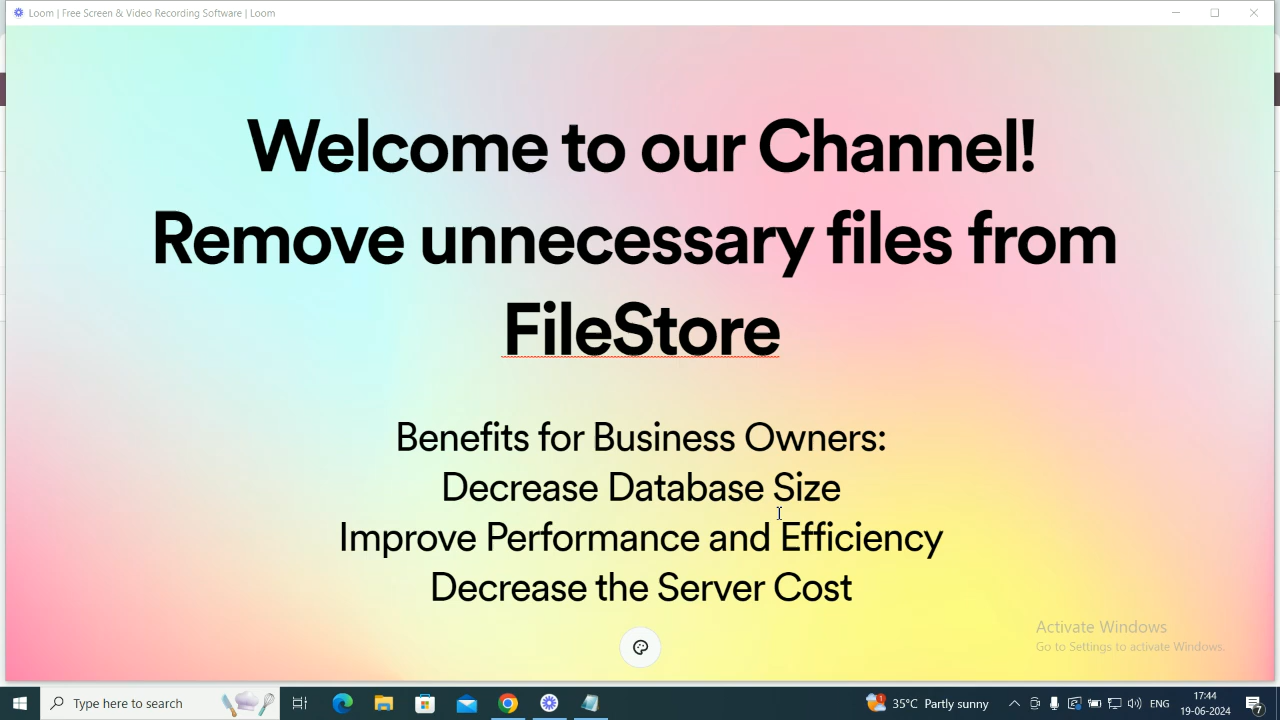 Loom | Free Screen & Video Recording Software | Loom
Welcome to our Channel!
Remove unnecessary files from
FileStore
Benefits for Business Owners:
Decrease Database Size
Improve Performance and Efficiency
Decrease the Server Cost
Activate Windows
Go to Settings to activate Windows.
Type here to search
1
35°C Partly sunny
ENG
17:44
19-06-2024
7